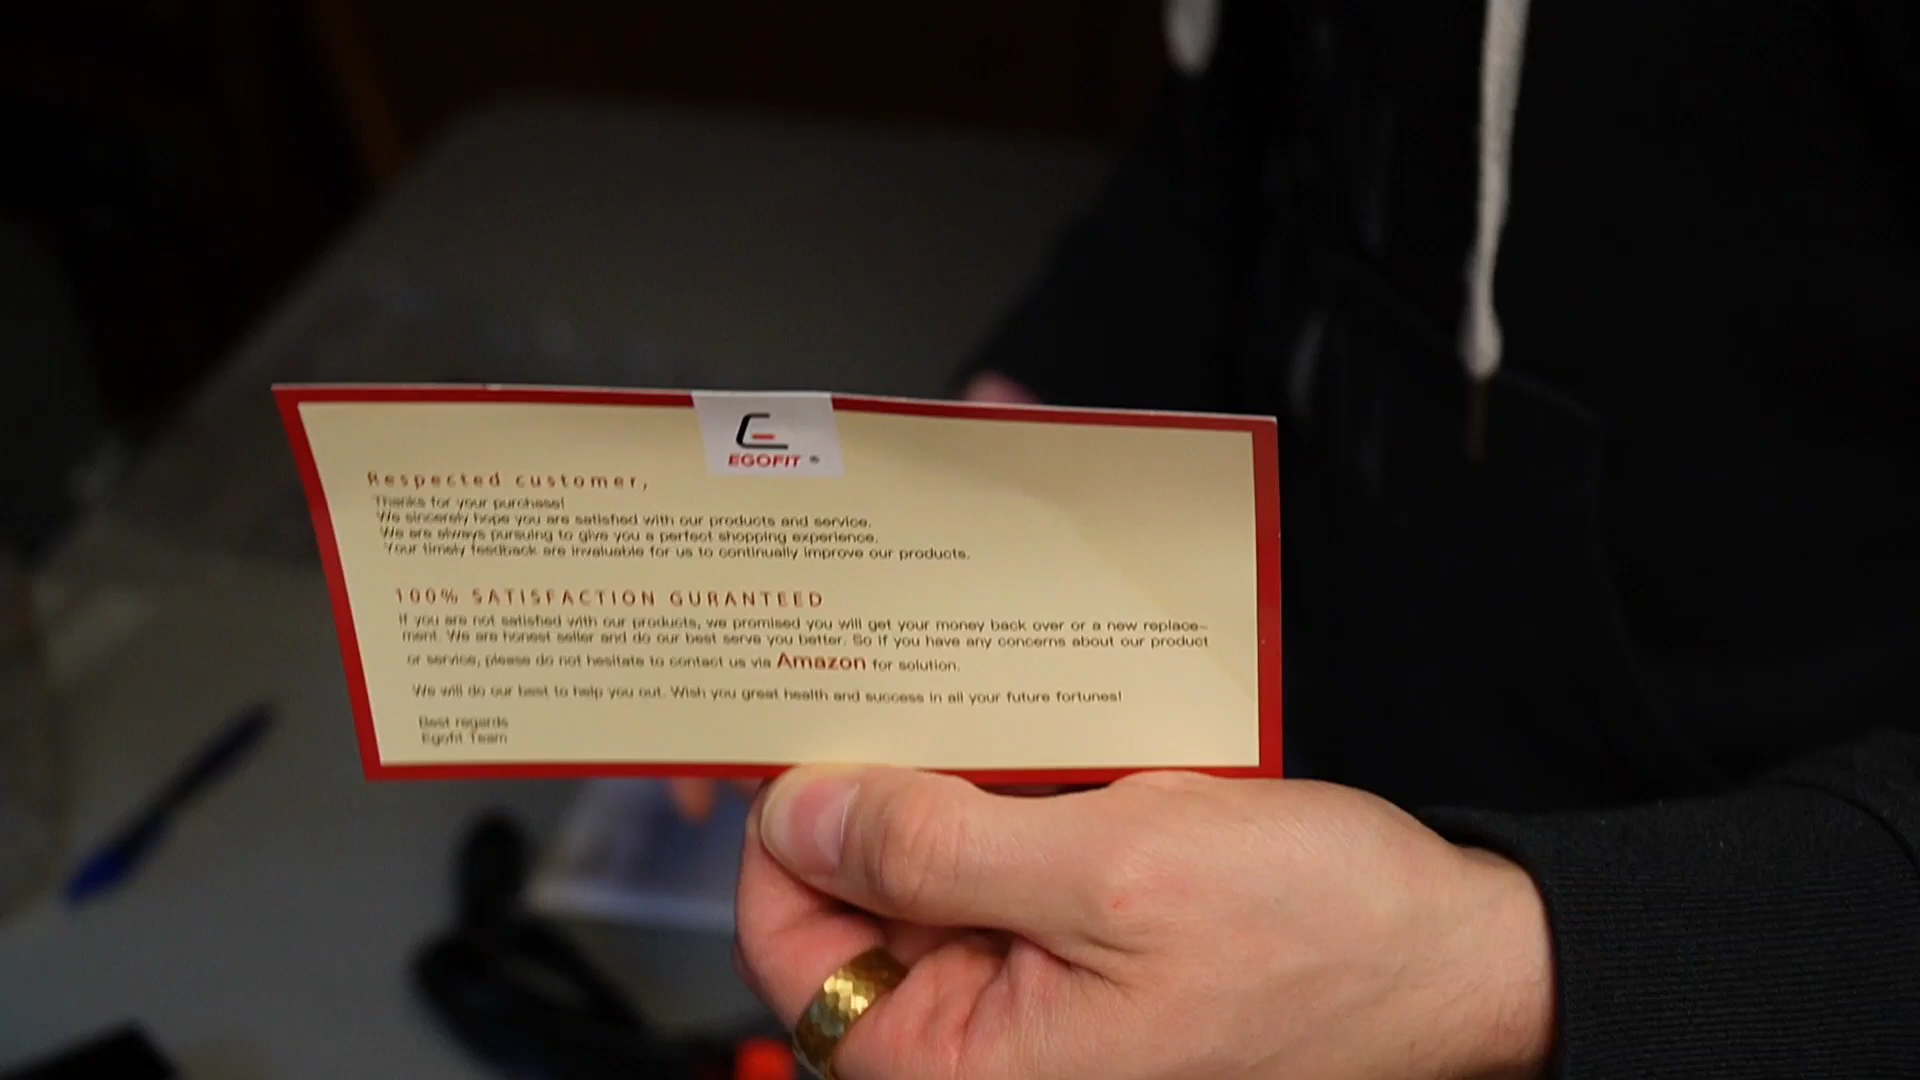 EGOFIT ®
Respected customer,
Thanks for your purchase!
We sincerely hope you are satisfied with our products and service.
We are always pursuing to give you a perfect shopping experience.
Your timely feedback are invaluable for us to continually improve our products.
100% SATISFACTION GURANTEED
If you are not satisfied with our products, we promised you will get your money back over or a new replace-
ment. We are honest seller and do our best serve you better. So if you have any concerns about our product
or service, please do not hesitate to contact us via Amazon for solution.
We will do our best to help you out. Wish you great health and success in all your future fortunes!
Best regards
Egofit Team